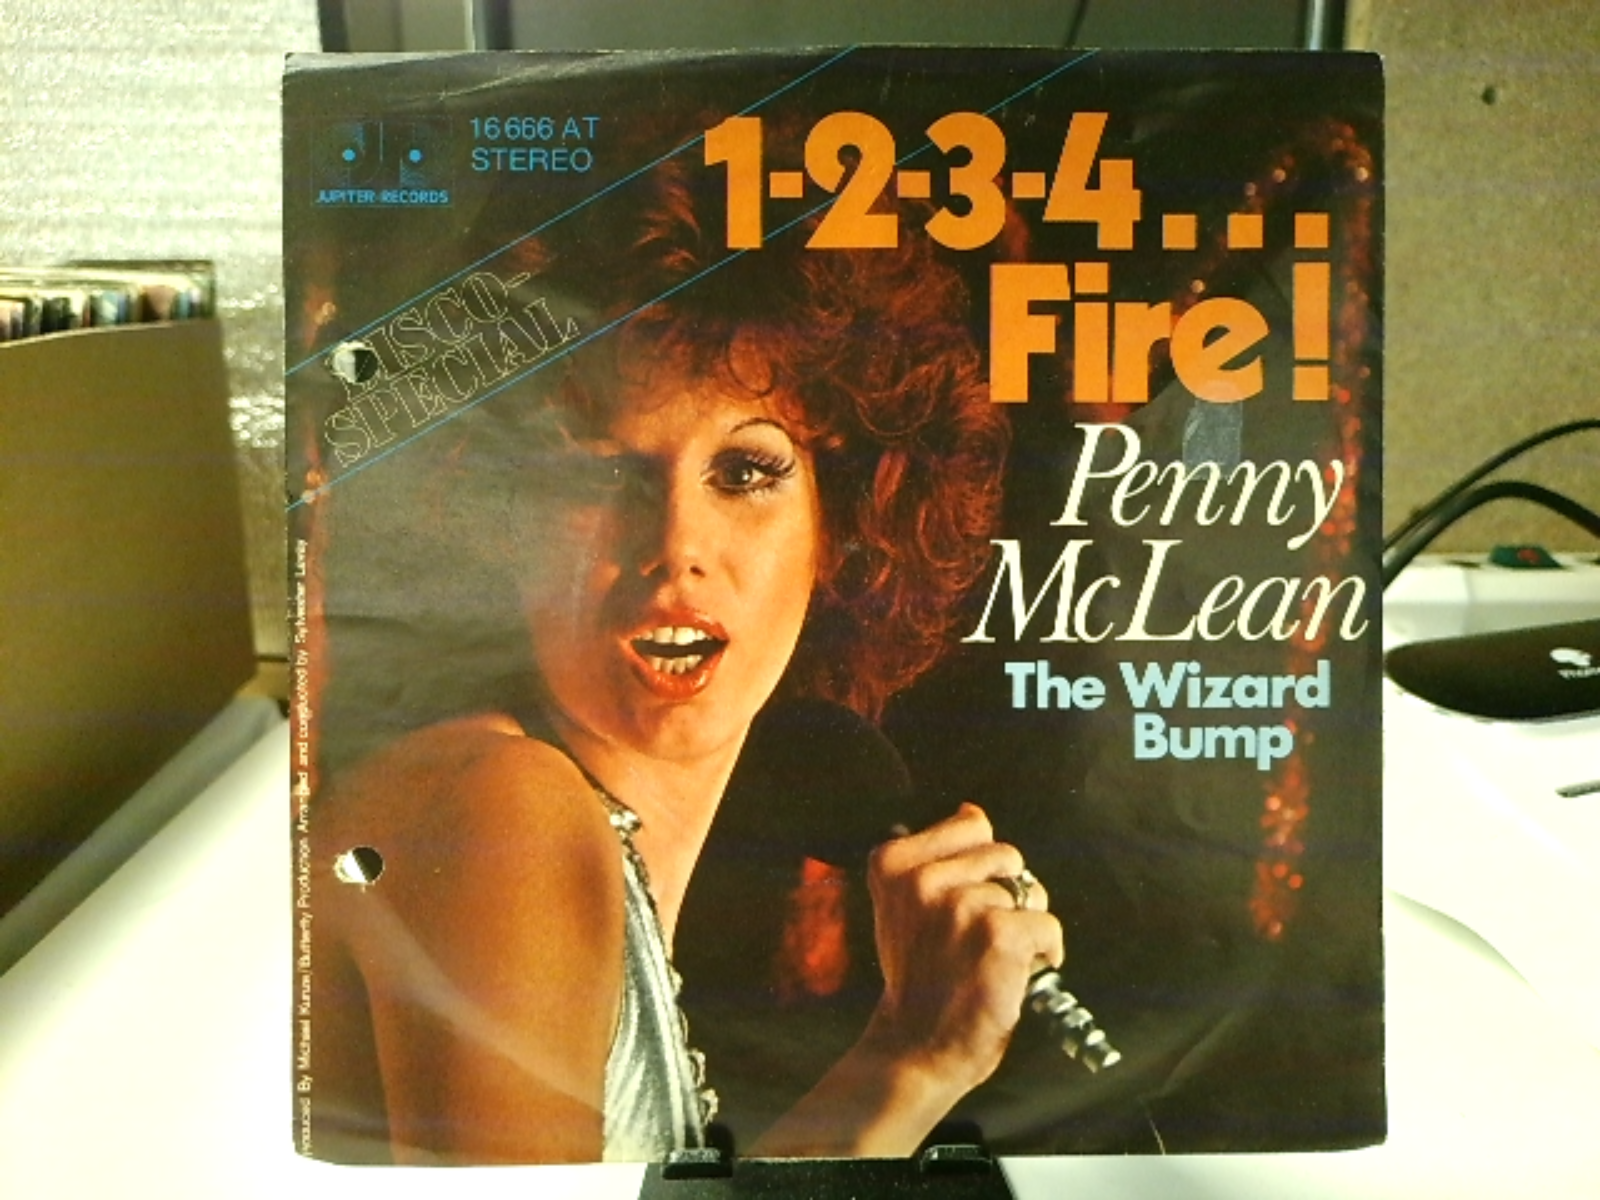 JUPITER-RECORDS
16 666 AT
STEREO
1-2-3-4...
Fire!
DISCO-
SPECIAL
Penny
McLean
The Wizard
Bump
Produced By Michael Kunze/Butterfly Production Arranged and conducted by Sylvester Levay